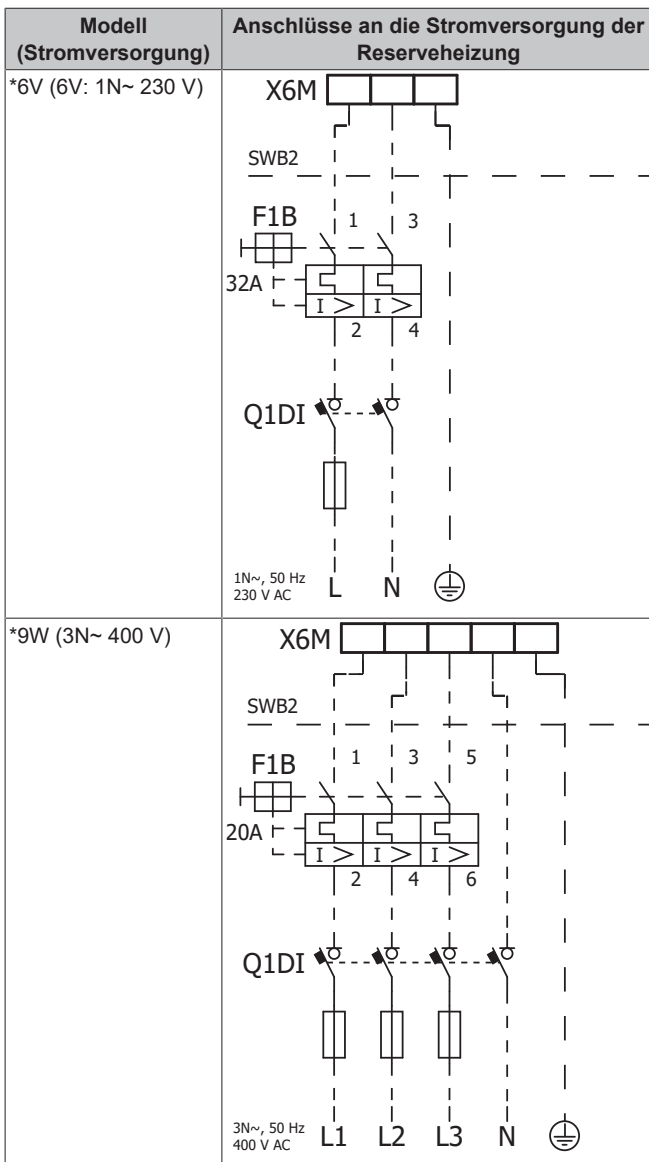 Modell
(Stromversorgung)
Anschlüsse an die Stromversorgung der
Reserveheizung
*6V (6V: 1N~ 230 V)
X6M
SWB2
F1B
1 3
32A
I > I >
2 4
Q1DI
1N~, 50 Hz
230 V AC
L N
*9W (3N~ 400 V)
X6M
SWB2
F1B
1 3 5
20A
I > I > I >
2 4 6
Q1DI
3N~, 50 Hz
400 V AC
L1 L2 L3 N